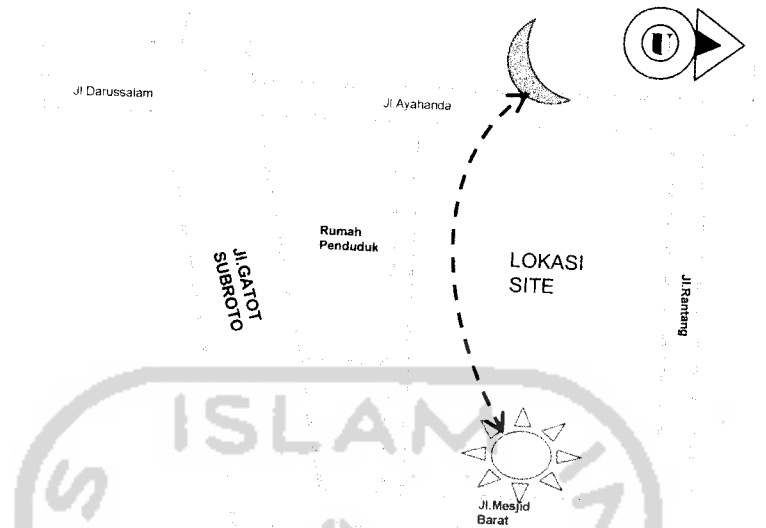 U
Jl.Darussalam
Jl.Ayahanda
Rumah
Penduduk
Jl.GATOT
SUBROTO
LOKASI
SITE
Jl.Rantang
ISLAM
S
Jl.Mesjid
Barat